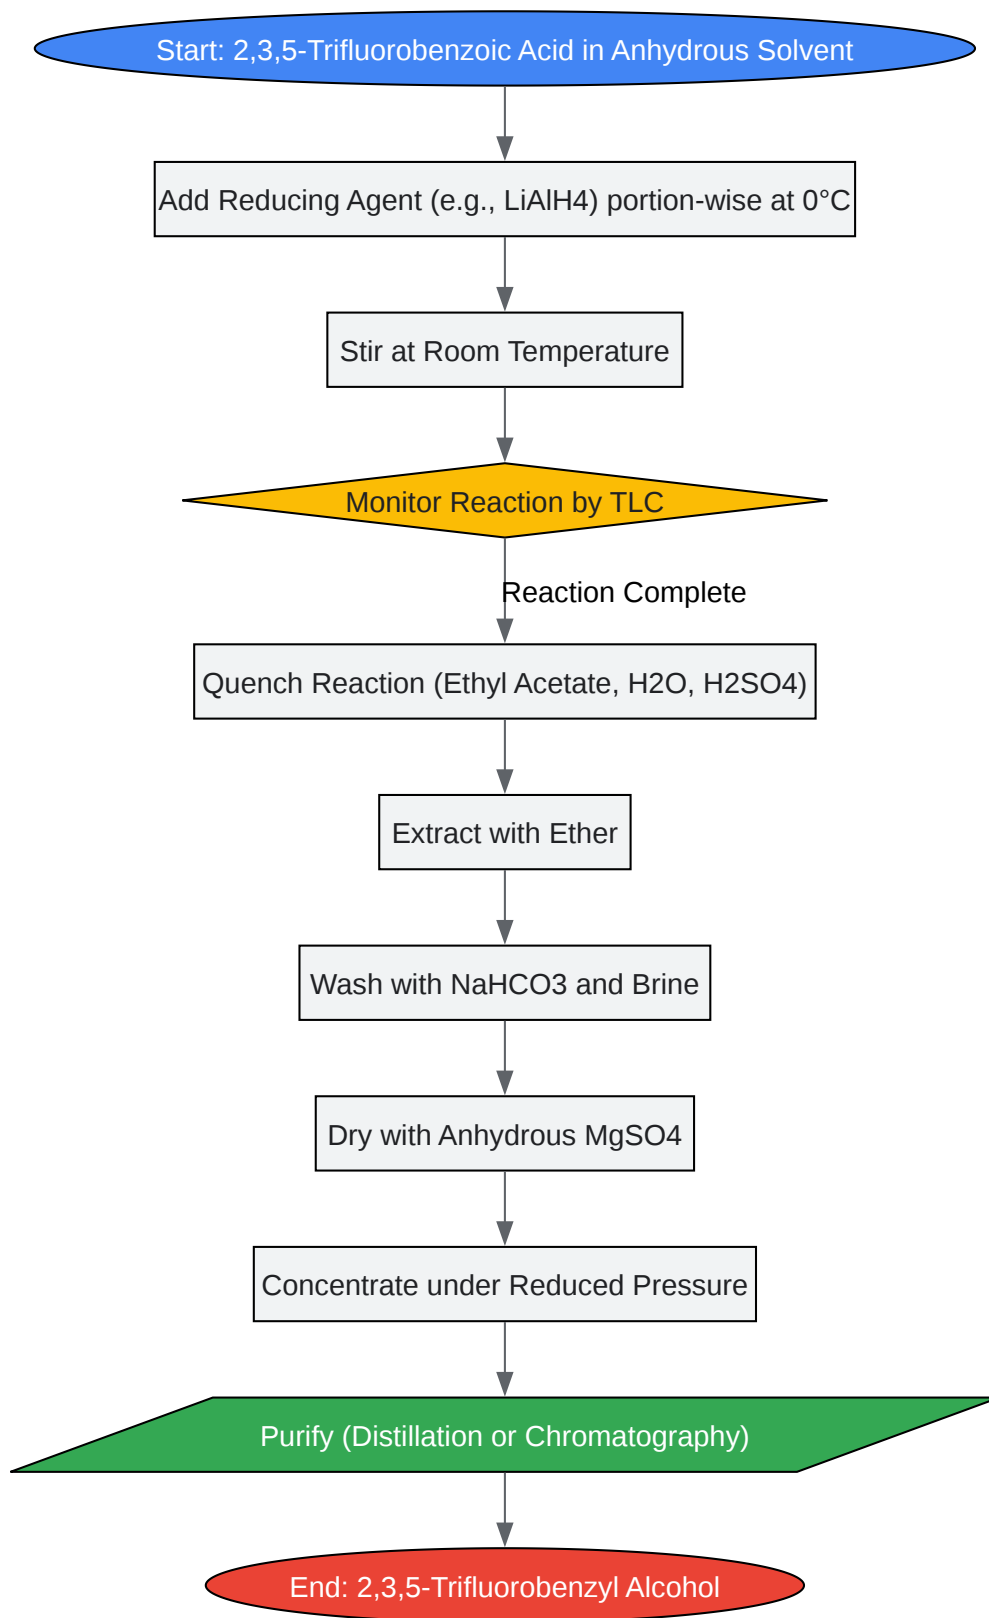 Start: 2,3,5-Trifluorobenzoic Acid in Anhydrous Solvent
Add Reducing Agent (e.g., LiAlH4) portion-wise at 0°C
Stir at Room Temperature
Monitor Reaction by TLC
Reaction Complete
Quench Reaction (Ethyl Acetate, H2O, H2SO4)
Extract with Ether
Wash with NaHCO3 and Brine
Dry with Anhydrous MgSO4
Concentrate under Reduced Pressure
Purify (Distillation or Chromatography)
End: 2,3,5-Trifluorobenzyl Alcohol